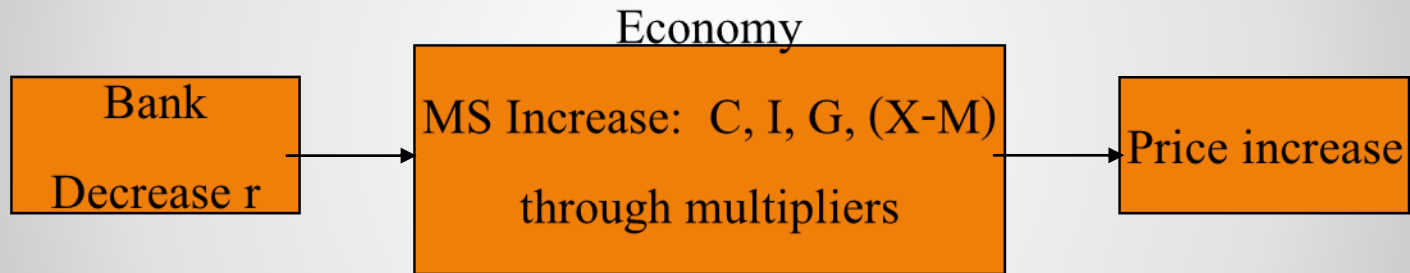 Economy
Bank
Decrease r
MS Increase: C, I, G, (X-M)
through multipliers
Price increase